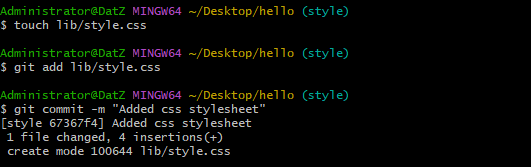 Administrator@DatZ MINGW64 ~/Desktop/hello (style)
$ touch lib/style.css
Administrator@DatZ MINGW64 ~/Desktop/hello (style)
$ git add lib/style.css
Administrator@DatZ MINGW64 ~/Desktop/hello (style)
$ git commit -m "Added css stylesheet"
[style 67367f4] Added css stylesheet
1 file changed, 4 insertions(+)
create mode 100644 lib/style.css